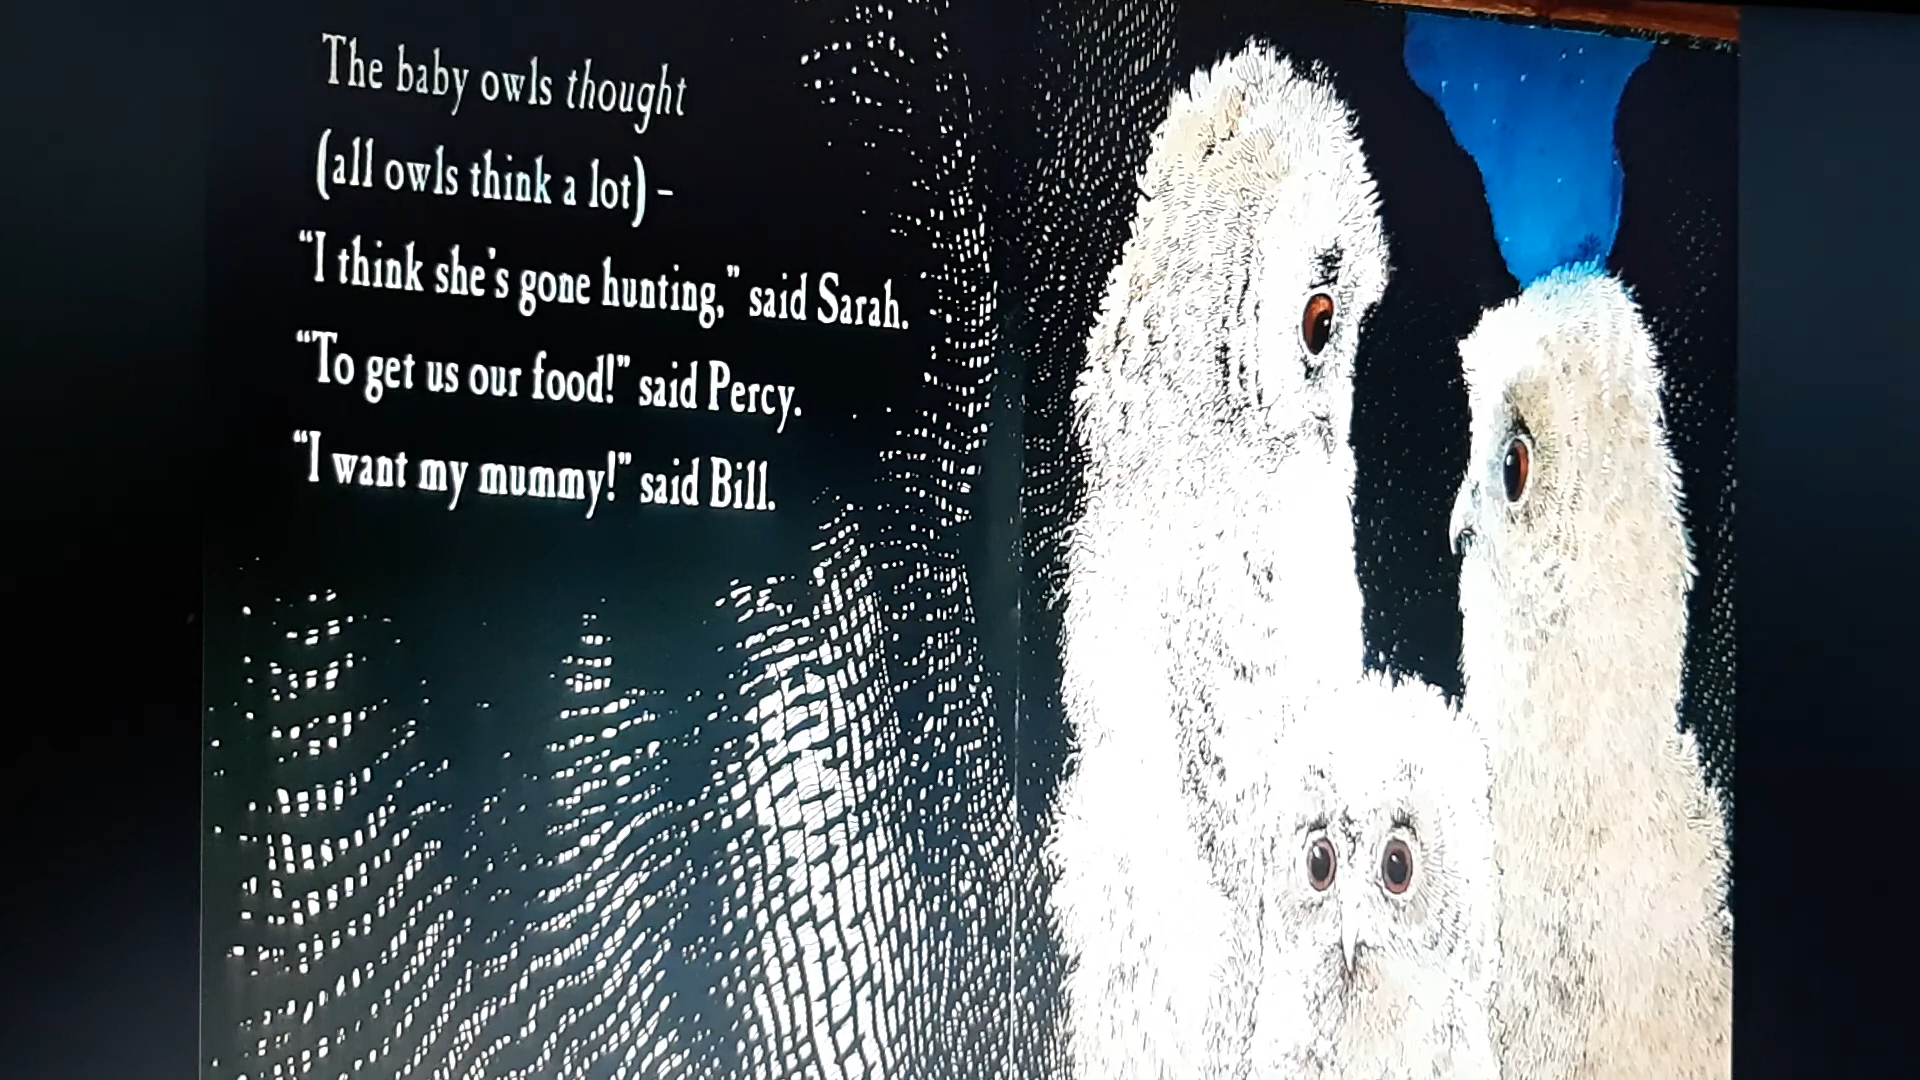 The baby owls thought
(all owls think a lot) –
“I think she's gone hunting,” said Sarah.
“To get us our food!” said Percy.
“I want my mummy!” said Bill.